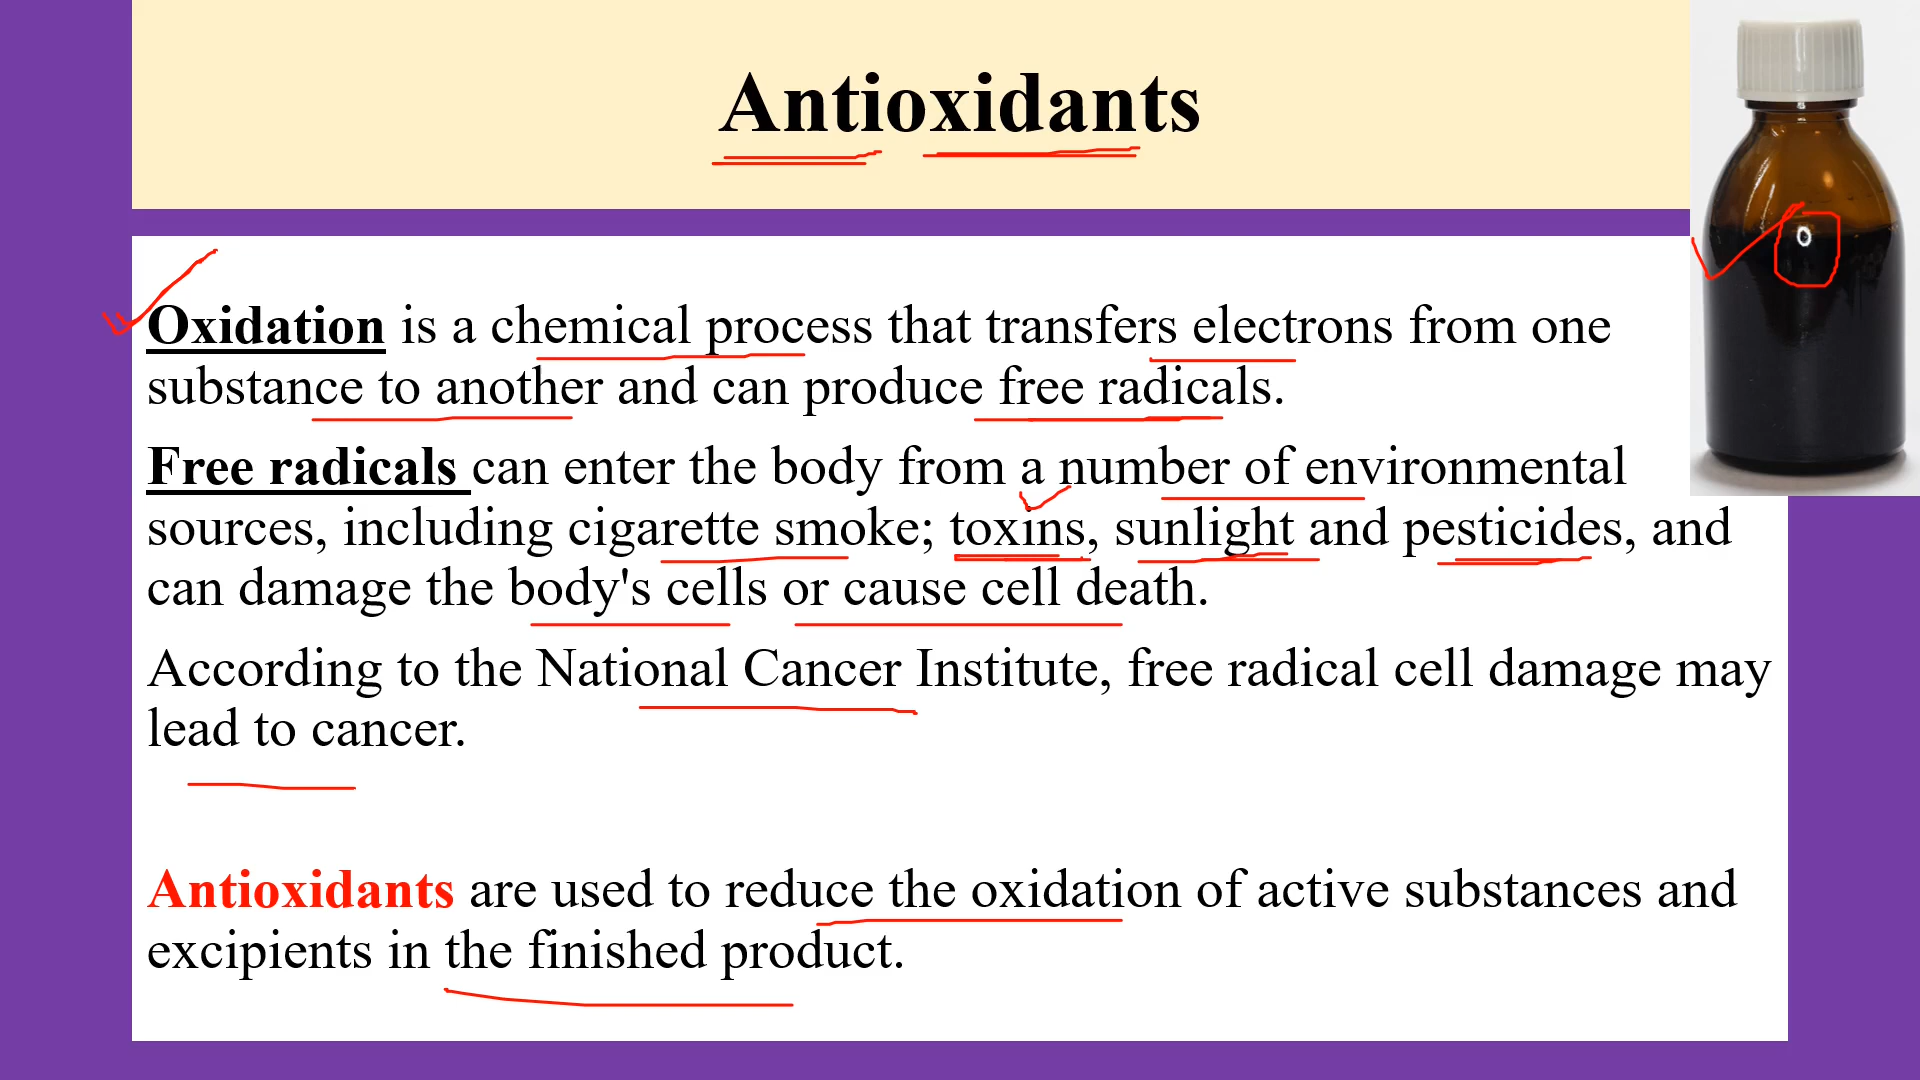 Antioxidants
Oxidation is a chemical process that transfers electrons from one
substance to another and can produce free radicals.
Free radicals can enter the body from a number of environmental
sources, including cigarette smoke; toxins, sunlight and pesticides, and
can damage the body's cells or cause cell death.
According to the National Cancer Institute, free radical cell damage may
lead to cancer.
Antioxidants are used to reduce the oxidation of active substances and
excipients in the finished product.